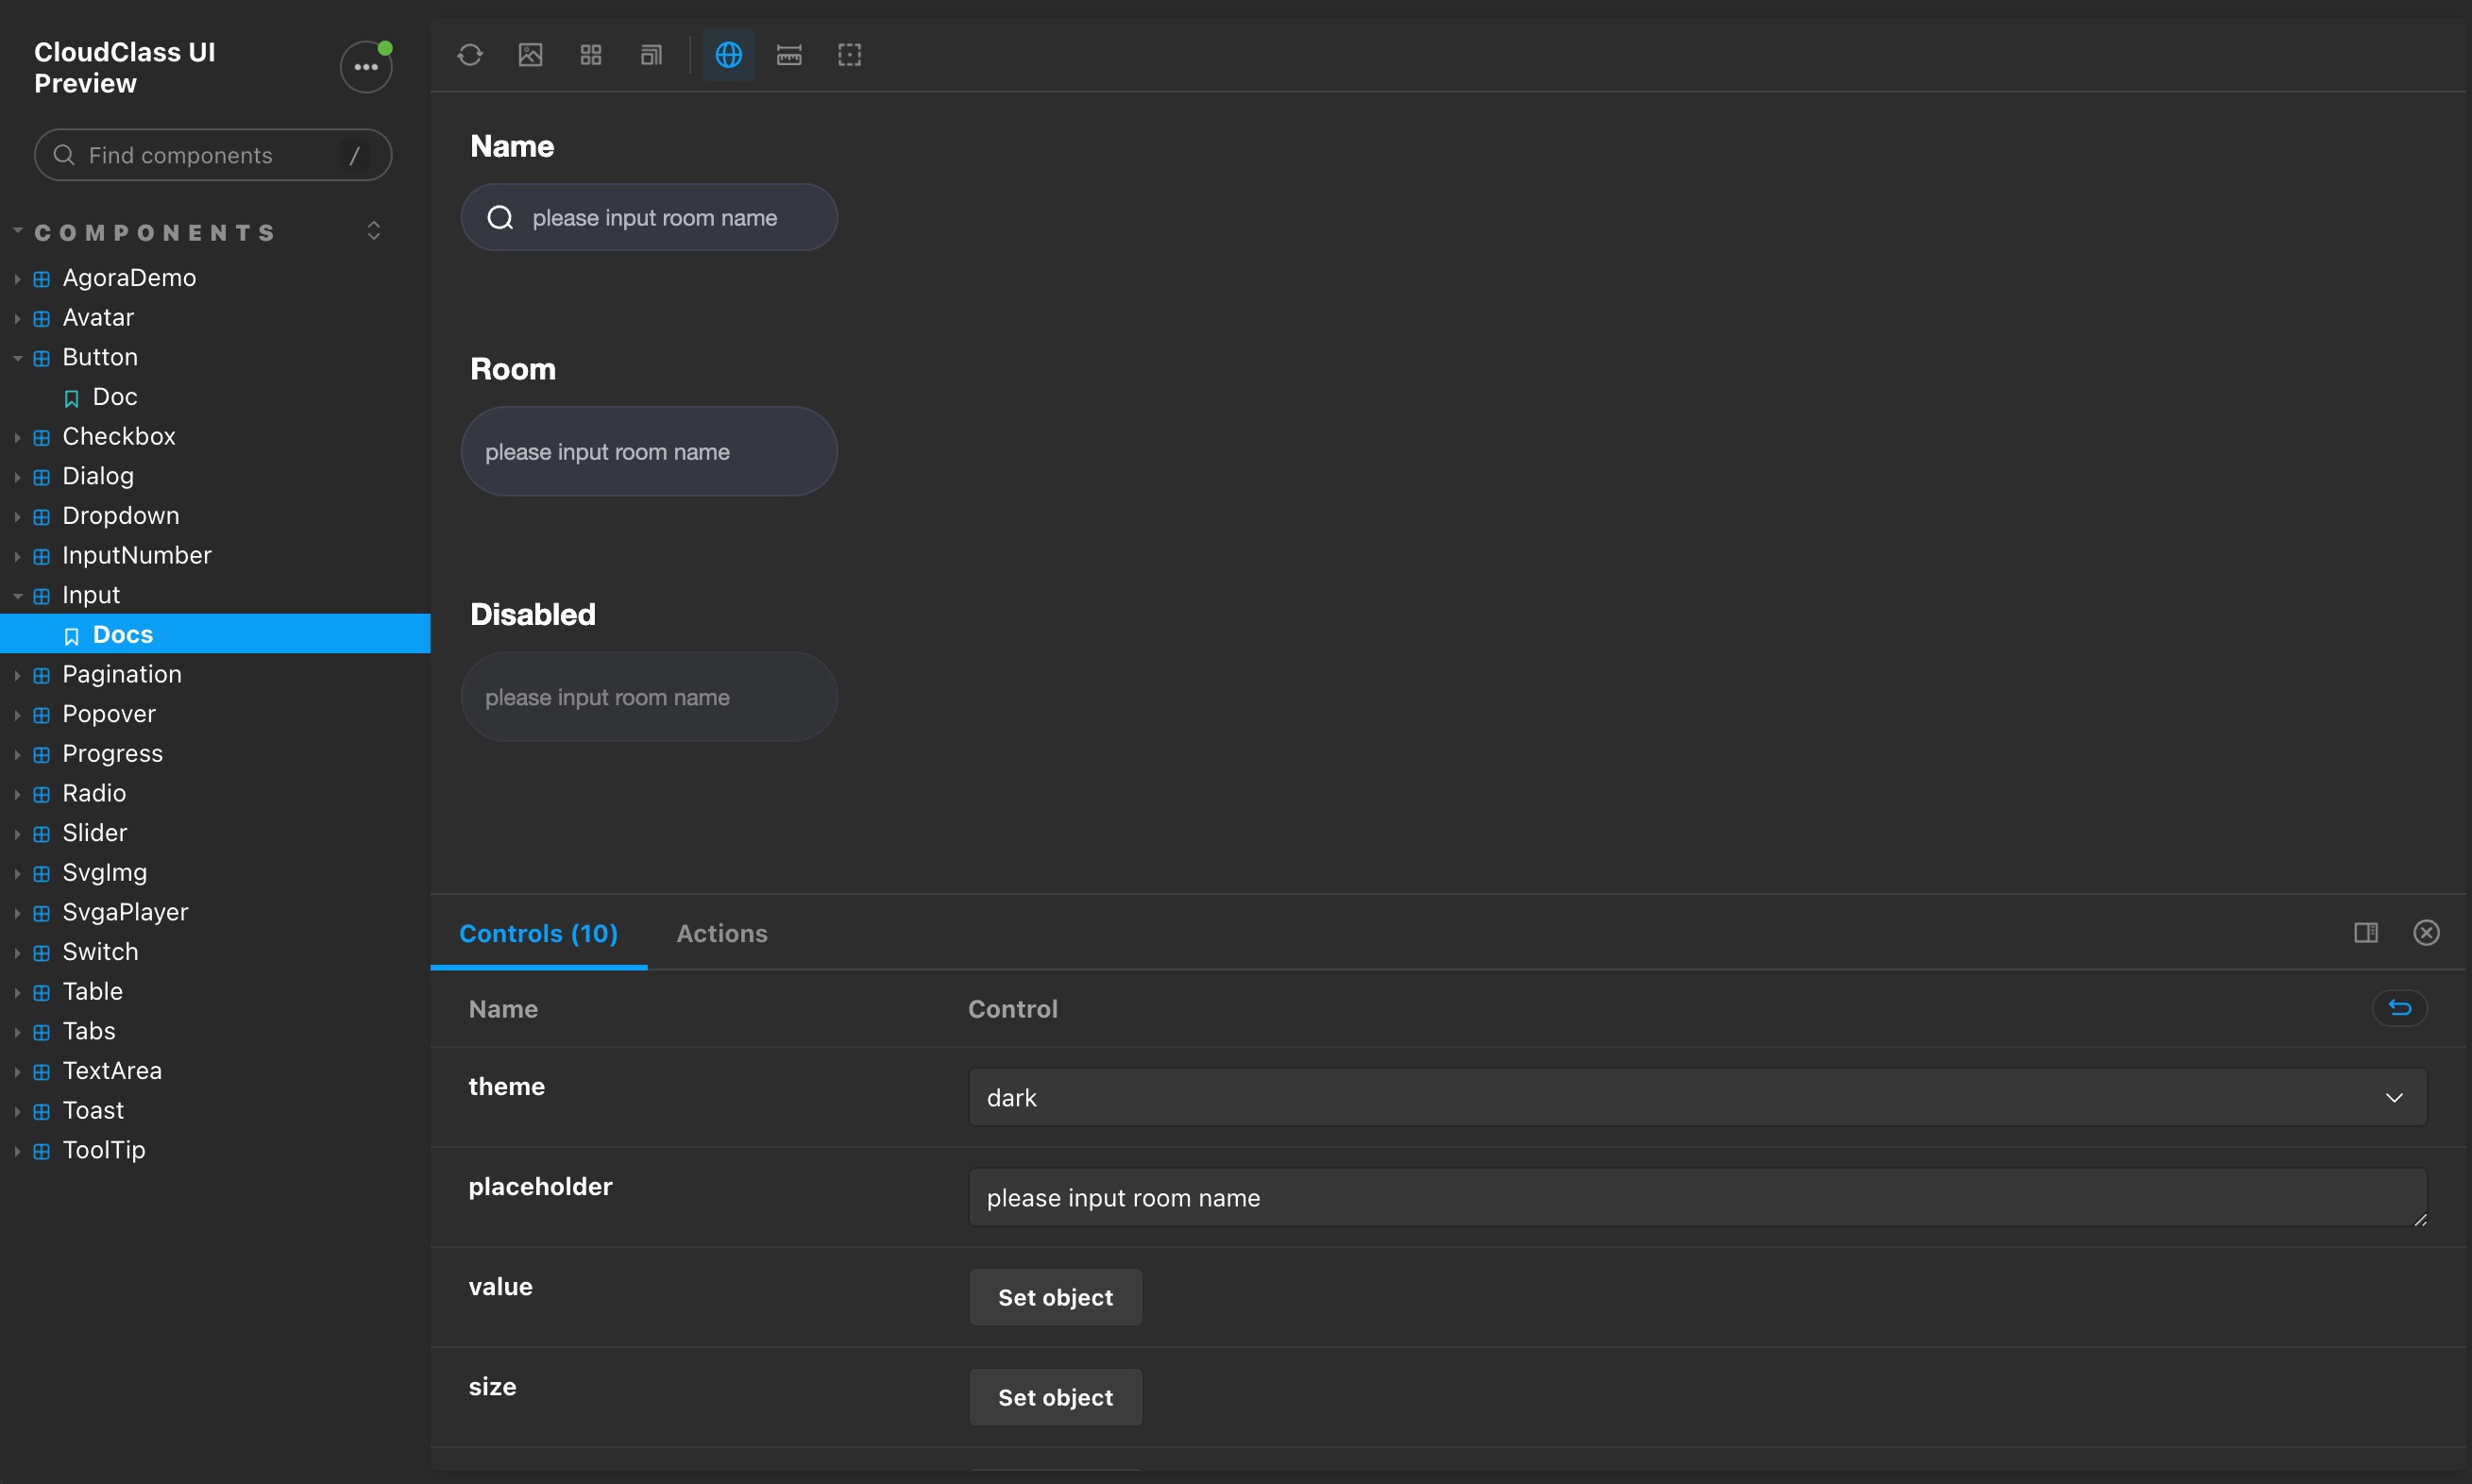 CloudClass UI
Preview
Find components
/
COMPONENTS
AgoraDemo
Avatar
Button
Doc
Checkbox
Dialog
Dropdown
InputNumber
Input
Docs
Pagination
Popover
Progress
Radio
Slider
SvgImg
SvgaPlayer
Switch
Table
Tabs
TextArea
Toast
ToolTip
Name
please input room name
Room
please input room name
Disabled
please input room name
Controls (10)
Actions
Name
Control
theme
dark
placeholder
please input room name
value
Set object
size
Set object